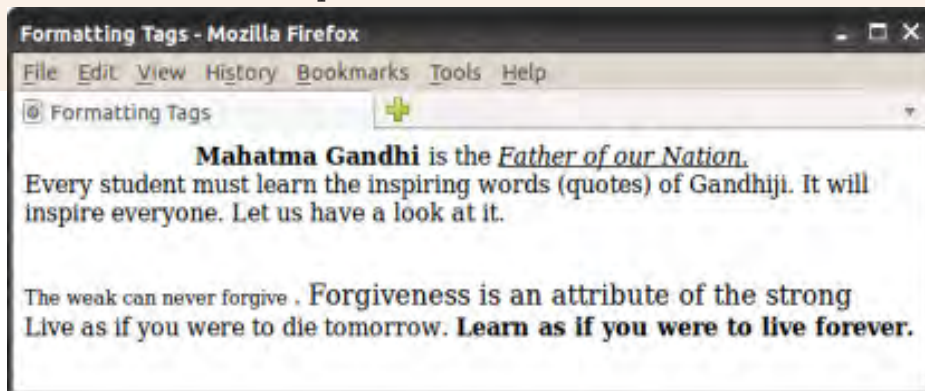 Formatting Tags - Mozilla Firefox
File Edit View History Bookmarks Tools Help
Formatting Tags
Mahatma Gandhi is the Father of our Nation.
Every student must learn the inspiring words (quotes) of Gandhiji. It will
inspire everyone. Let us have a look at it.
The weak can never forgive . Forgiveness is an attribute of the strong
Live as if you were to die tomorrow. Learn as if you were to live forever.